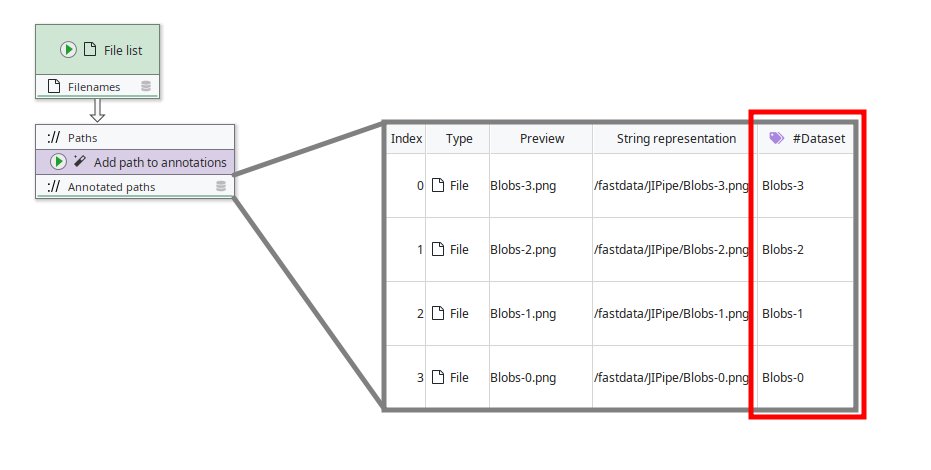 File list
Filenames
:// Paths
Add path to annotations
:// Annotated paths
Index Type Preview String representation #Dataset
0 File Blobs-3.png /fastdata/JIPipe/Blobs-3.png Blobs-3
1 File Blobs-2.png /fastdata/JIPipe/Blobs-2.png Blobs-2
2 File Blobs-1.png /fastdata/JIPipe/Blobs-1.png Blobs-1
3 File Blobs-0.png /fastdata/JIPipe/Blobs-0.png Blobs-0